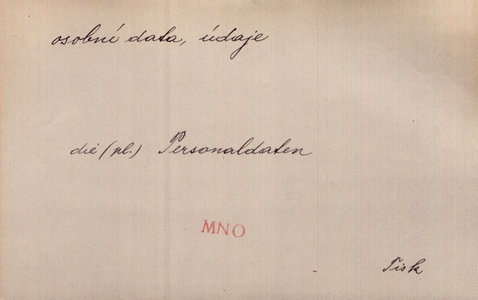 osobní data, údaje
die (pl.) Personaldaten
MNO
Tisk